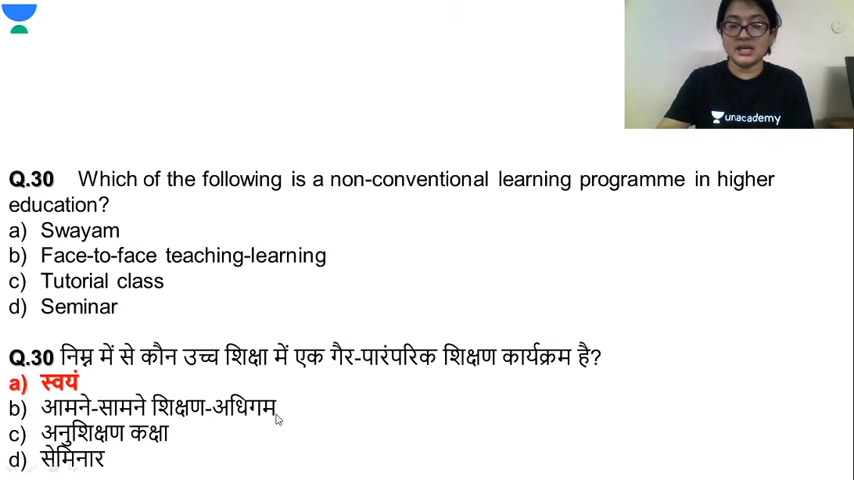 unacademy
Q.30 Which of the following is a non-conventional learning programme in higher
education?
a) Swayam
b) Face-to-face teaching-learning
c) Tutorial class
d) Seminar
Q.30 निम्न में से कौन उच्च शिक्षा में एक गैर-पारंपरिक शिक्षण कार्यक्रम है?
a) स्वयं
b) आमने-सामने शिक्षण-अधिगम
c) अनुशिक्षण कक्षा
d) सेमिनार